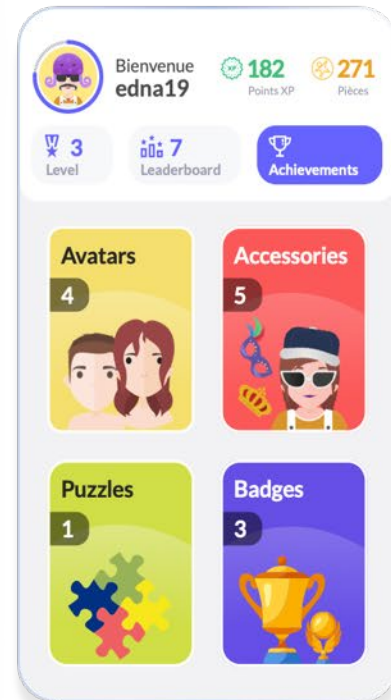 Bienvenue
edna19
XP 182
Points XP
271
Pièces
3
Level
7
Leaderboard
Achievements
Avatars
4
Accessories
5
Puzzles
1
Badges
3